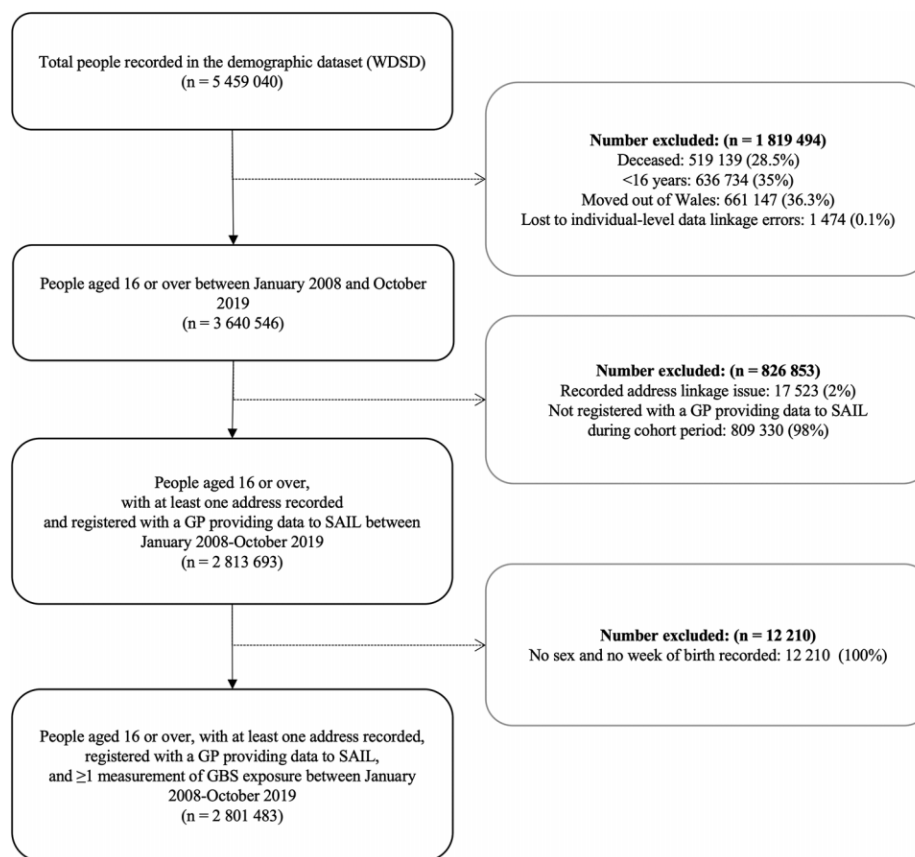 Total people recorded in the demographic dataset (WDSD)
(n = 5 459 040)
Number excluded: (n = 1 819 494)
Deceased: 519 139 (28.5%)
<16 years: 636 734 (35%)
Moved out of Wales: 661 147 (36.3%)
Lost to individual-level data linkage errors: 1 474 (0.1%)
People aged 16 or over between January 2008 and October
2019
(n = 3 640 546)
Number excluded: (n = 826 853)
Recorded address linkage issue: 17 523 (2%)
Not registered with a GP providing data to SAIL
during cohort period: 809 330 (98%)
People aged 16 or over,
with at least one address recorded
and registered with a GP providing data to SAIL between
January 2008-October 2019
(n = 2 813 693)
Number excluded: (n = 12 210)
No sex and no week of birth recorded: 12 210 (100%)
People aged 16 or over, with at least one address recorded,
registered with a GP providing data to SAIL,
and ≥1 measurement of GBS exposure between January
2008-October 2019
(n = 2 801 483)